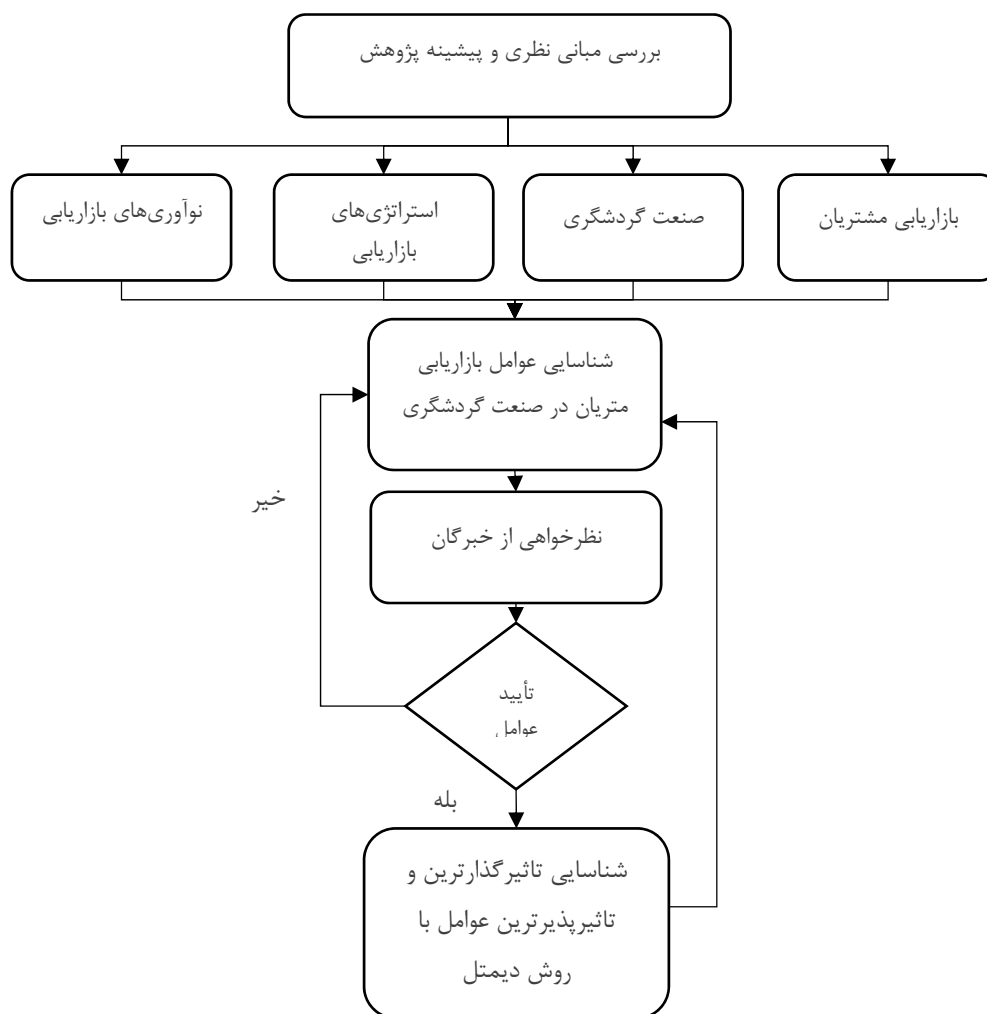 بررسی مبانی نظری و پیشینه پژوهش
بازاریابی مشتریان
صنعت گردشگری
استراتژی‌های
بازاریابی
نوآوری‌های بازاریابی
شناسایی عوامل بازاریابی
متریان در صنعت گردشگری
خیر
نظرخواهی از خبرگان
تأیید
عوامل
بله
شناسایی تاثیرگذارترین و
تاثیرپذیرترین عوامل با
روش دیمتل